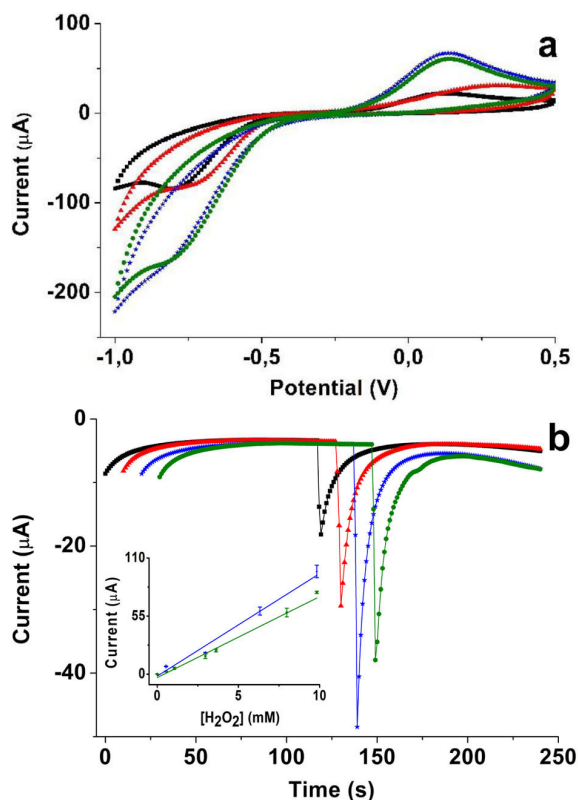 100
a
0
-100
-200
Current (μA)
-1,0 -0,5 0,0 0,5
Potential (V)
0
b
-20
-40
Current (μA)
110
55
0
Current (μA)
0 5 10
[H2O2] (mM)
0 50 100 150 200 250
Time (s)